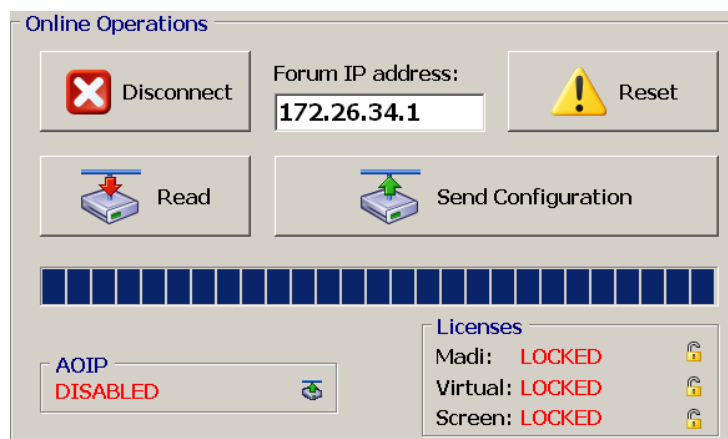 Online Operations
Disconnect
Forum IP address:
172.26.34.1
Reset
Read
Send Configuration
AOIP
DISABLED
Licenses
Madi: LOCKED
Virtual: LOCKED
Screen: LOCKED